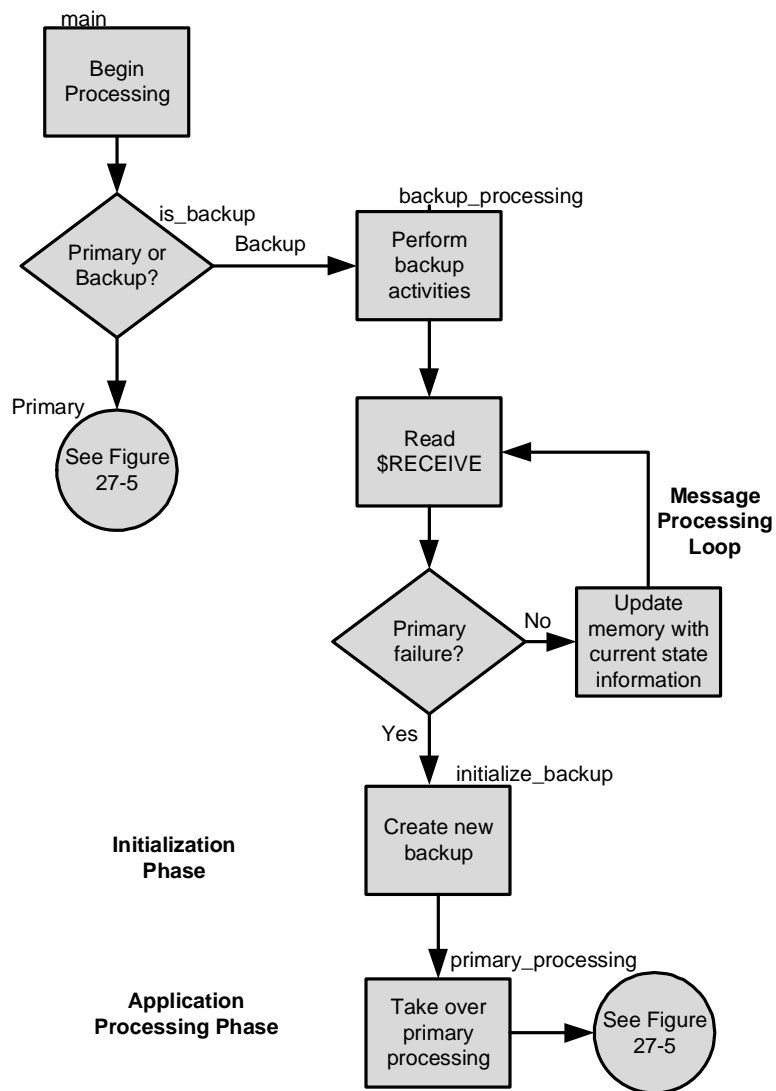 main
Begin
Processing
is_backup
Primary or
Backup?
Backup
backup_processing
Perform
backup
activities
Primary
See Figure
27-5
Read
$RECEIVE
Message
Processing
Loop
Primary
failure?
No
Update
memory with
current state
information
Yes
initialize_backup
Create new
backup
Initialization
Phase
primary_processing
Take over
primary
processing
See Figure
27-5
Application
Processing Phase